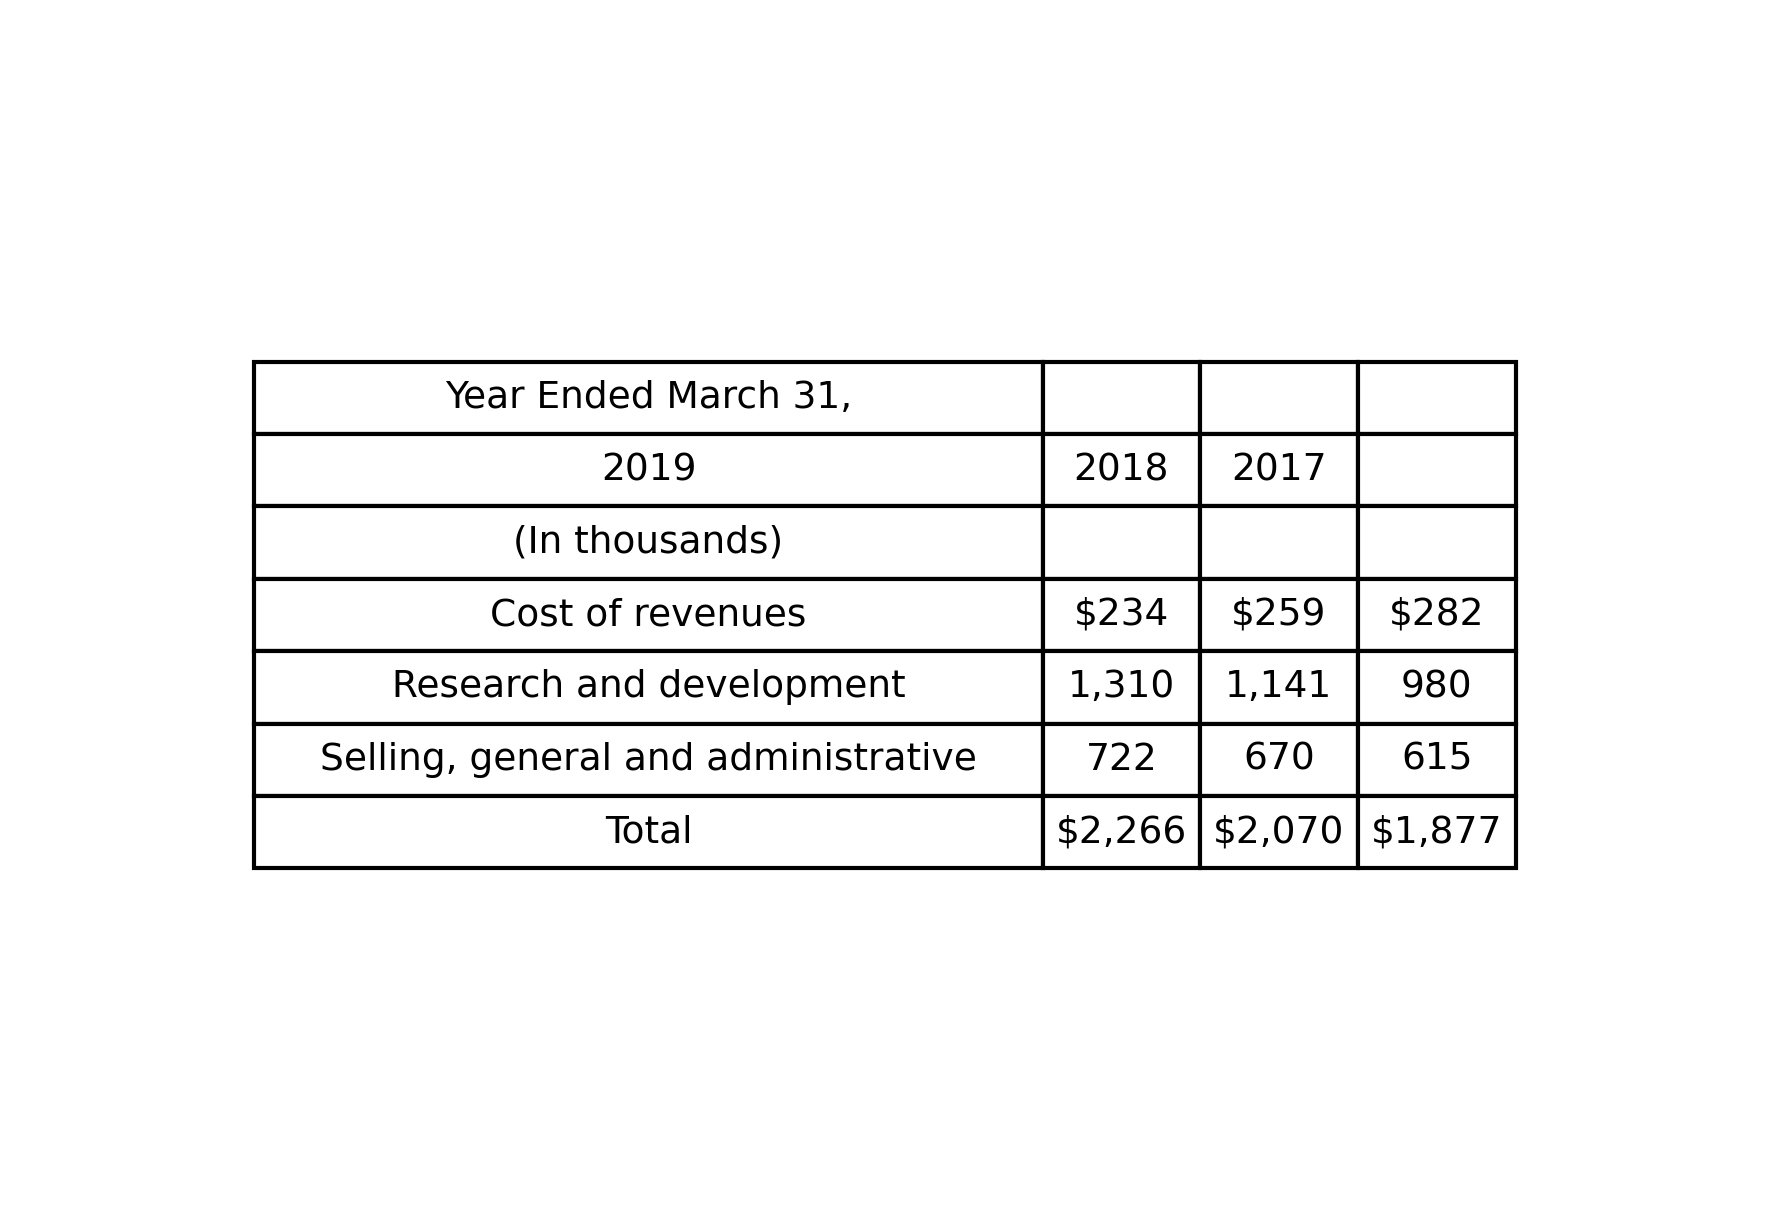 Year Ended March 31,
2019 2018 2017
(In thousands)
Cost of revenues $234 $259 $282
Research and development 1,310 1,141 980
Selling, general and administrative 722 670 615
Total $2,266 $2,070 $1,877